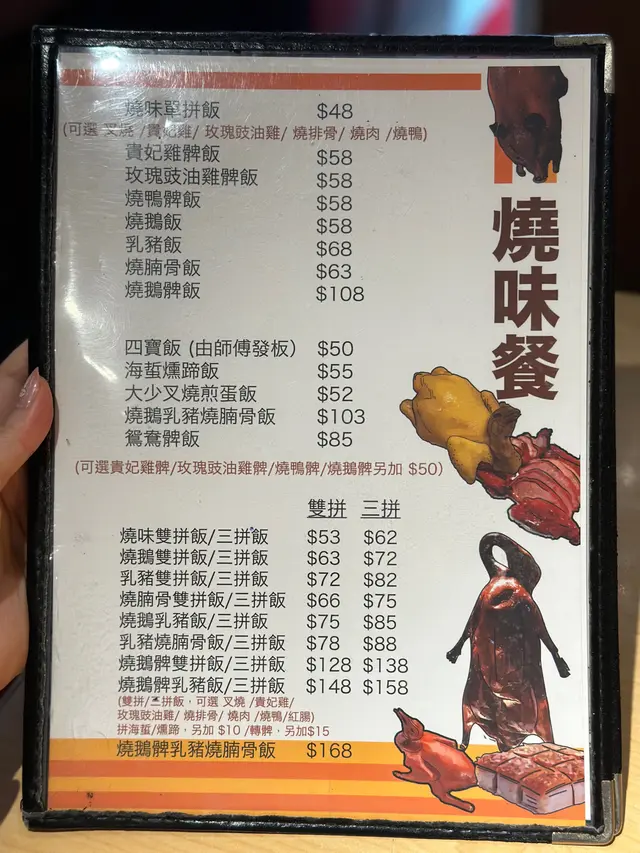 燒味餐
燒味單拼飯 $48
(可選 叉燒 /貴妃雞/ 玫瑰豉油雞/ 燒排骨/ 燒肉 /燒鴨)
貴妃雞髀飯 $58
玫瑰豉油雞髀飯 $58
燒鴨髀飯 $58
燒鵝飯 $58
乳豬飯 $68
燒腩骨飯 $63
燒鵝髀飯 $108
四寶飯 (由師傅發板) $50
海蜇燻蹄飯 $55
大少叉燒煎蛋飯 $52
燒鵝乳豬燒腩骨飯 $103
鴛鴦髀飯 $85
(可選貴妃雞髀/玫瑰豉油雞髀/燒鴨髀/燒鵝髀另加 $50)
雙拼 三拼
燒味雙拼飯/三拼飯 $53 $62
燒鵝雙拼飯/三拼飯 $63 $72
乳豬雙拼飯/三拼飯 $72 $82
燒腩骨雙拼飯/三拼飯 $66 $75
燒鵝乳豬飯/三拼飯 $75 $85
乳豬燒腩骨飯/三拼飯 $78 $88
燒鵝髀雙拼飯/三拼飯 $128 $138
燒鵝髀乳豬飯/三拼飯 $148 $158
(雙拼/三拼飯，可選 叉燒 /貴妃雞/
玫瑰豉油雞/ 燒排骨/ 燒肉 /燒鴨/紅腸)
拼海蜇/燻蹄，另加 $10 /轉髀，另加$15
燒鵝髀乳豬燒腩骨飯 $168